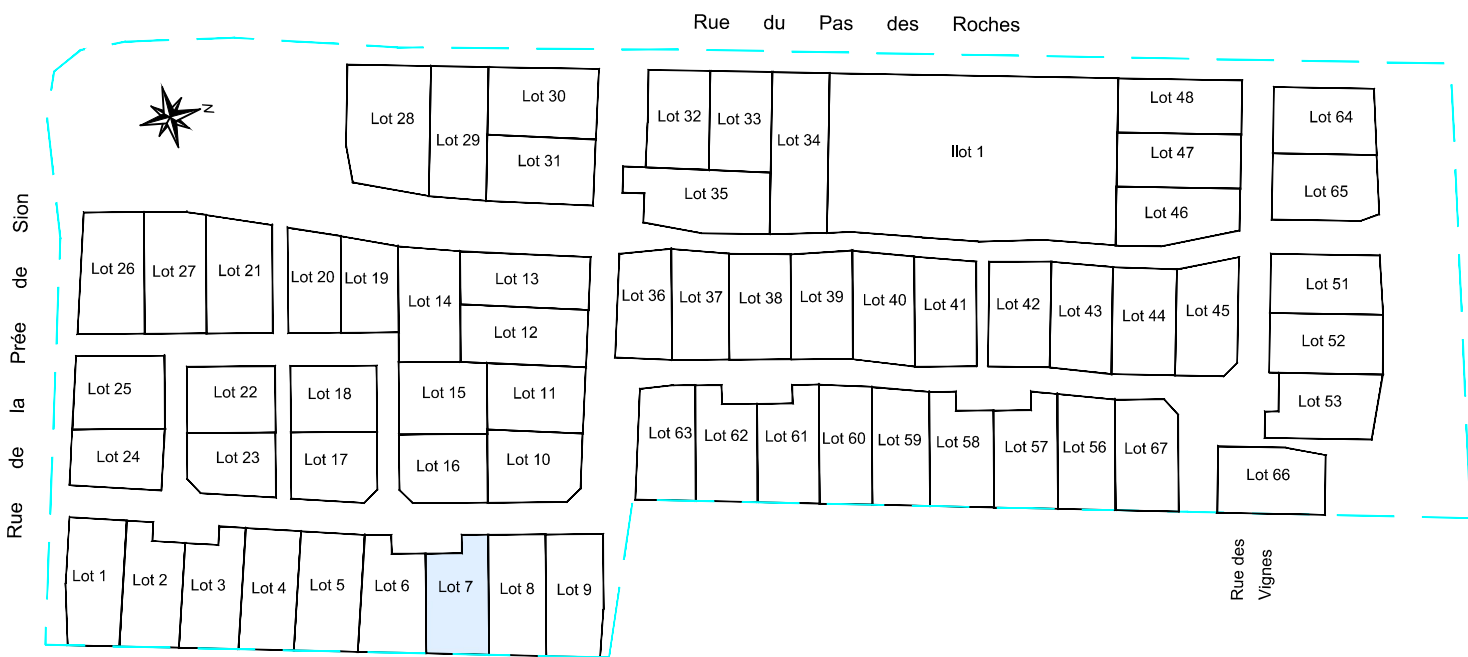 Rue du Pas des Roches
N
Lot 28
Lot 29
Lot 30
Lot 31
Lot 32
Lot 33
Lot 34
Lot 35
Ilot 1
Lot 48
Lot 47
Lot 46
Lot 64
Lot 65
Rue de la Prée de Sion
Lot 26
Lot 27
Lot 21
Lot 20
Lot 19
Lot 14
Lot 13
Lot 12
Lot 36
Lot 37
Lot 38
Lot 39
Lot 40
Lot 41
Lot 42
Lot 43
Lot 44
Lot 45
Lot 51
Lot 52
Lot 53
Lot 25
Lot 24
Lot 22
Lot 23
Lot 18
Lot 17
Lot 15
Lot 16
Lot 11
Lot 10
Lot 63
Lot 62
Lot 61
Lot 60
Lot 59
Lot 58
Lot 57
Lot 56
Lot 67
Lot 66
Lot 1
Lot 2
Lot 3
Lot 4
Lot 5
Lot 6
Lot 7
Lot 8
Lot 9
Rue des
Vignes